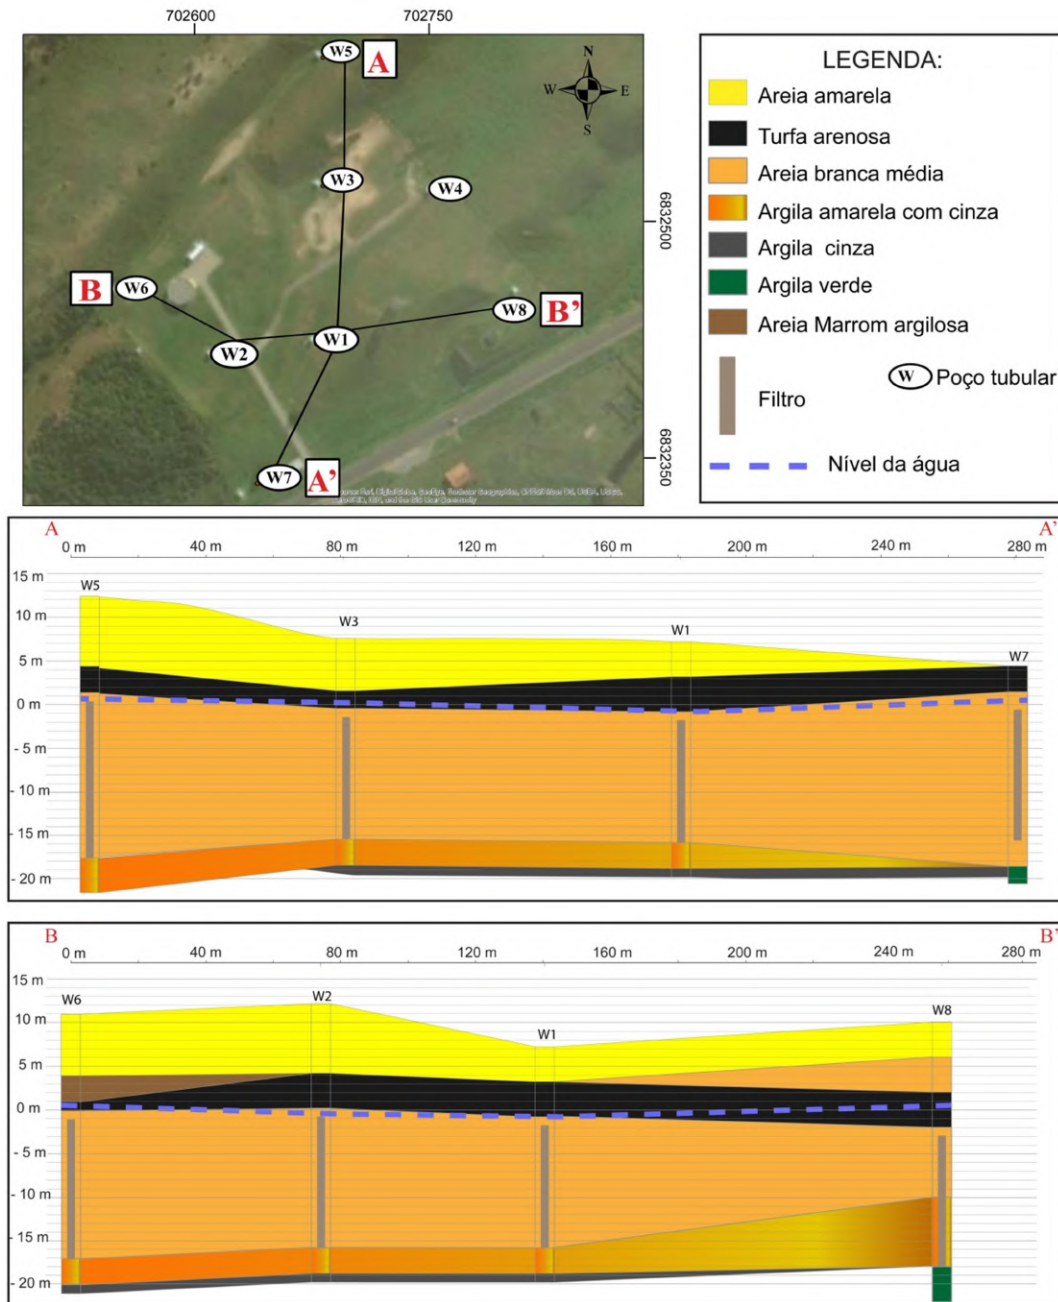 702600 702750
W5 A
N
W E
S
W3
W4
6832500
B W6
W8 B'
W2 W1
6832350
W7 A'
LEGENDA:
Areia amarela
Turfa arenosa
Areia branca média
Argila amarela com cinza
Argila cinza
Argila verde
Areia Marrom argilosa
Filtro
W Poço tubular
Nível da água
A A'
0 m 40 m 80 m 120 m 160 m 200 m 240 m 280 m
15 m
W5
10 m
W3
W1
5 m
W7
0 m
- 5 m
- 10 m
- 15 m
- 20 m
B B'
0 m 40 m 80 m 120 m 160 m 200 m 240 m 280 m
15 m
W6 W2
W8
10 m
W1
5 m
0 m
- 5 m
- 10 m
- 15 m
- 20 m